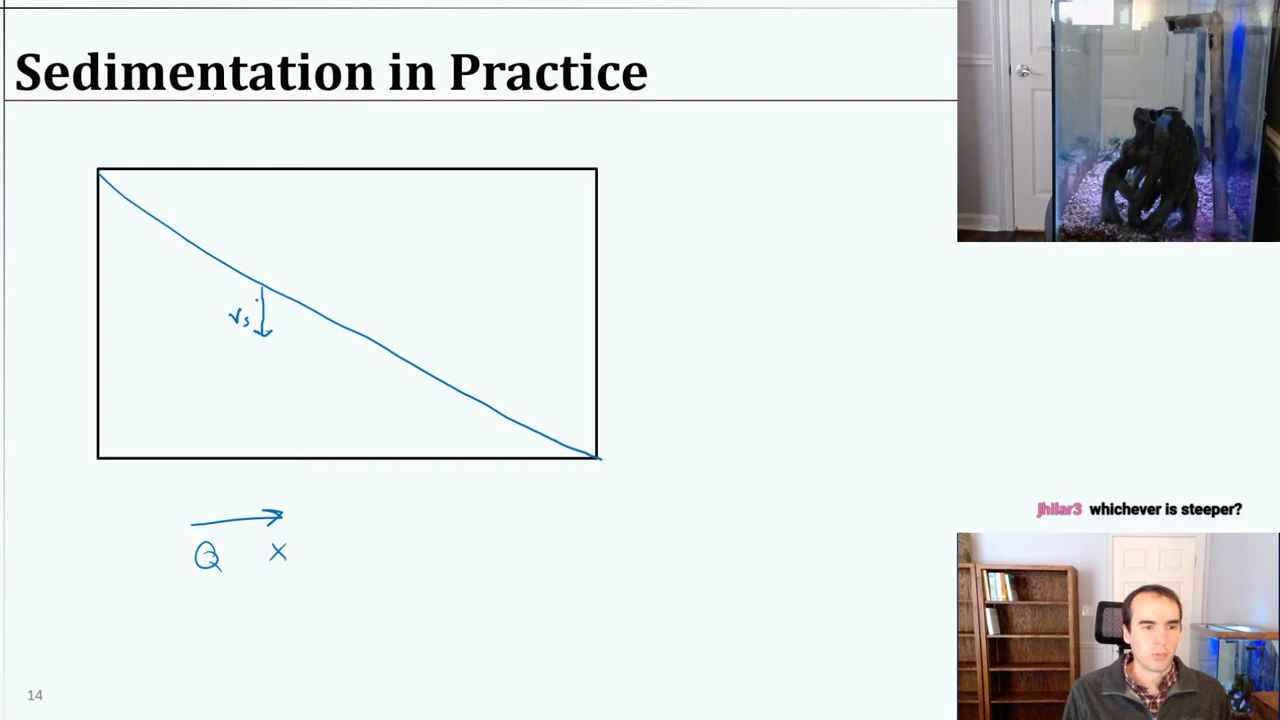 Sedimentation in Practice
vs
Q x
jhilar3 whichever is steeper?
14